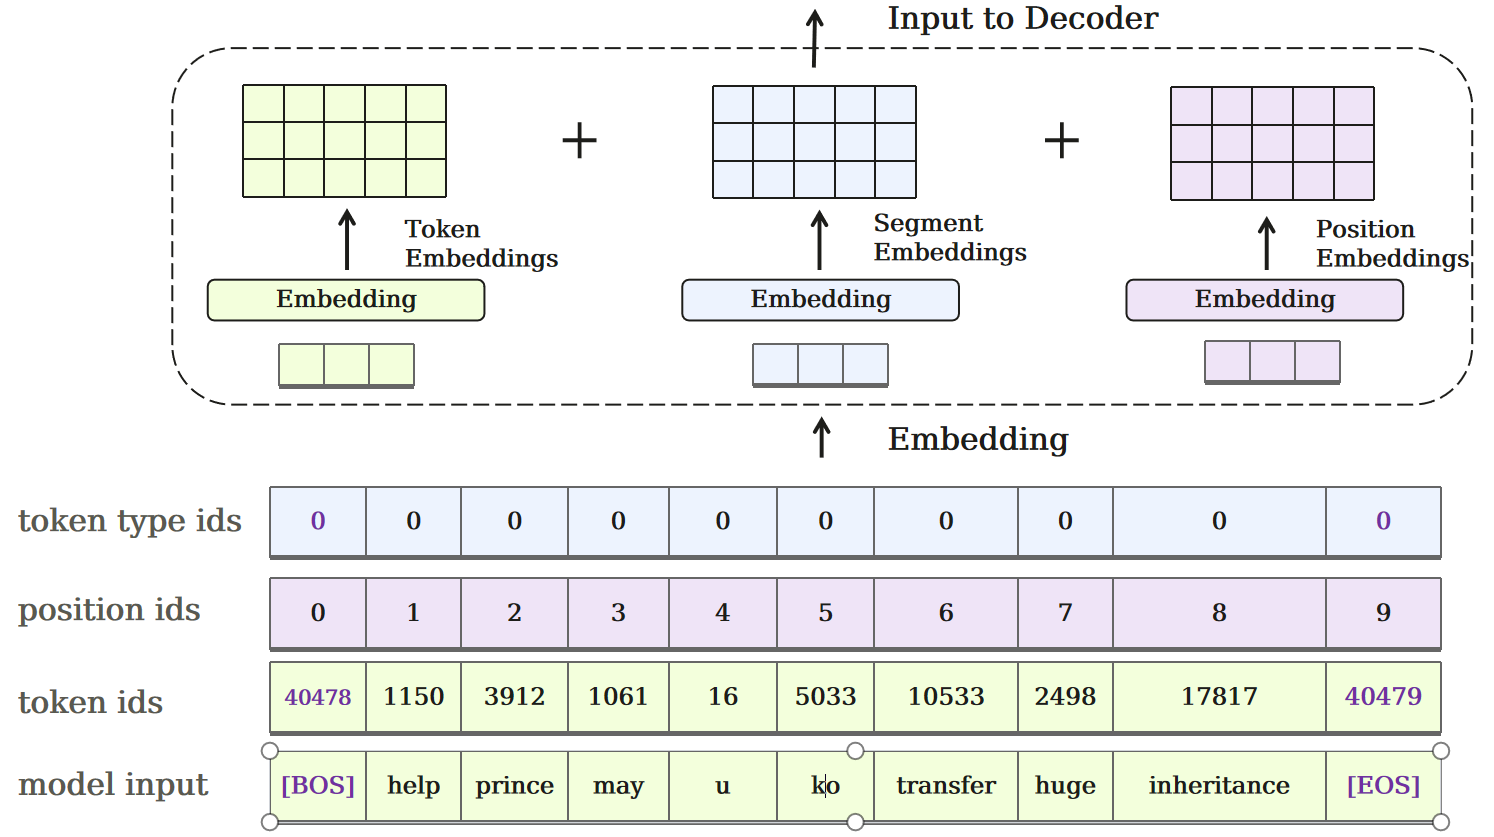 Input to Decoder
+
+
Token
Embeddings
Segment
Embeddings
Position
Embeddings
Embedding
Embedding
Embedding
Embedding
token type ids 0 0 0 0 0 0 0 0 0 0
position ids 0 1 2 3 4 5 6 7 8 9
token ids 40478 1150 3912 1061 16 5033 10533 2498 17817 40479
model input [BOS] help prince may u ko transfer huge inheritance [EOS]